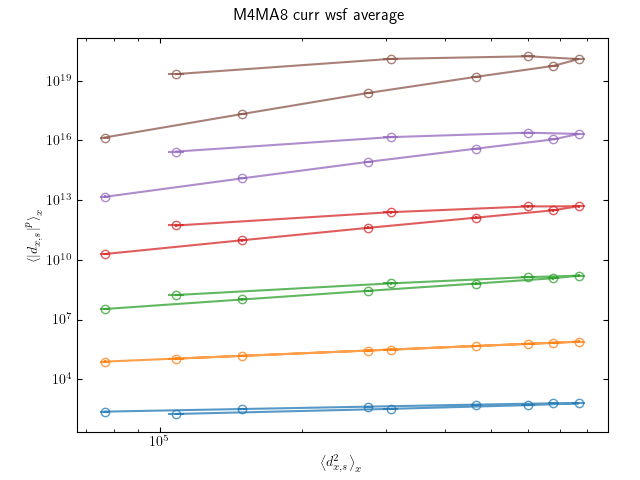 M4MA8 curr wsf average
10^{19}
10^{16}
10^{13}
10^{10}
10^{7}
10^{4}
⟨|d_{x,s}|^p⟩_x
10^5
⟨d_{x,s}^2⟩_x